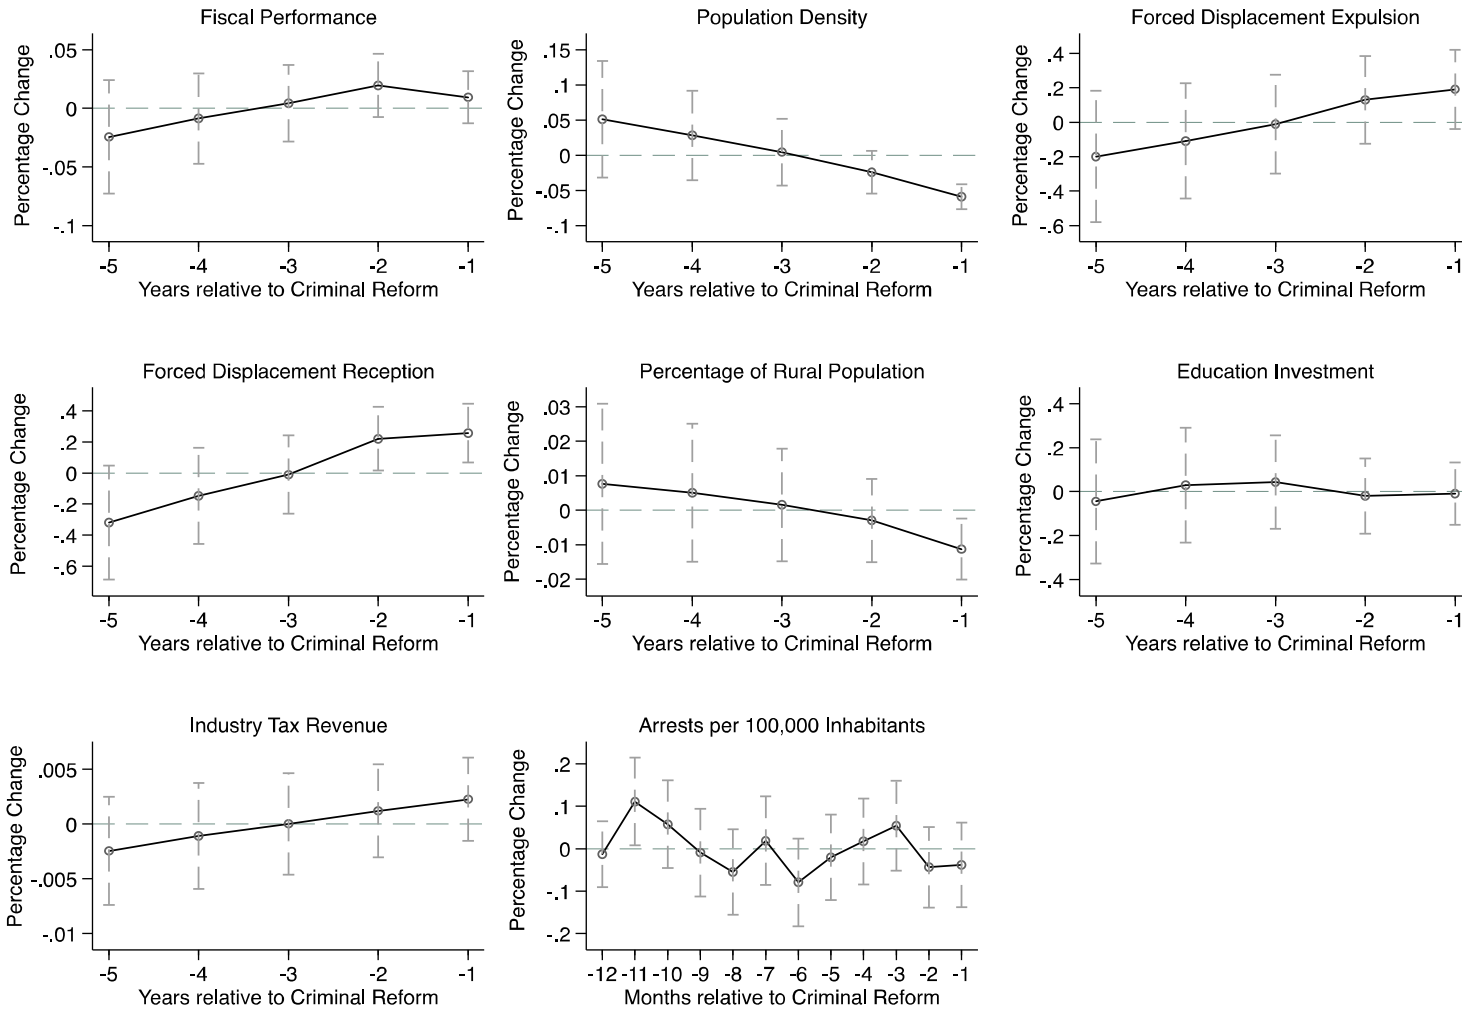 Fiscal Performance
Percentage Change
.05
0
-.05
-.1
-5 -4 -3 -2 -1
Years relative to Criminal Reform
Population Density
Percentage Change
.15
.1
.05
0
-.05
-.1
-5 -4 -3 -2 -1
Years relative to Criminal Reform
Forced Displacement Expulsion
Percentage Change
.4
.2
0
-.2
-.4
-.6
-5 -4 -3 -2 -1
Years relative to Criminal Reform
Forced Displacement Reception
Percentage Change
.4
.2
0
-.2
-.4
-.6
-5 -4 -3 -2 -1
Years relative to Criminal Reform
Percentage of Rural Population
Percentage Change
.03
.02
.01
0
-.01
-.02
-5 -4 -3 -2 -1
Years relative to Criminal Reform
Education Investment
Percentage Change
.4
.2
0
-.2
-.4
-5 -4 -3 -2 -1
Years relative to Criminal Reform
Industry Tax Revenue
Percentage Change
.005
0
-.005
-.01
-5 -4 -3 -2 -1
Years relative to Criminal Reform
Arrests per 100,000 Inhabitants
Percentage Change
.2
.1
0
-.1
-.2
-12 -11 -10 -9 -8 -7 -6 -5 -4 -3 -2 -1
Months relative to Criminal Reform